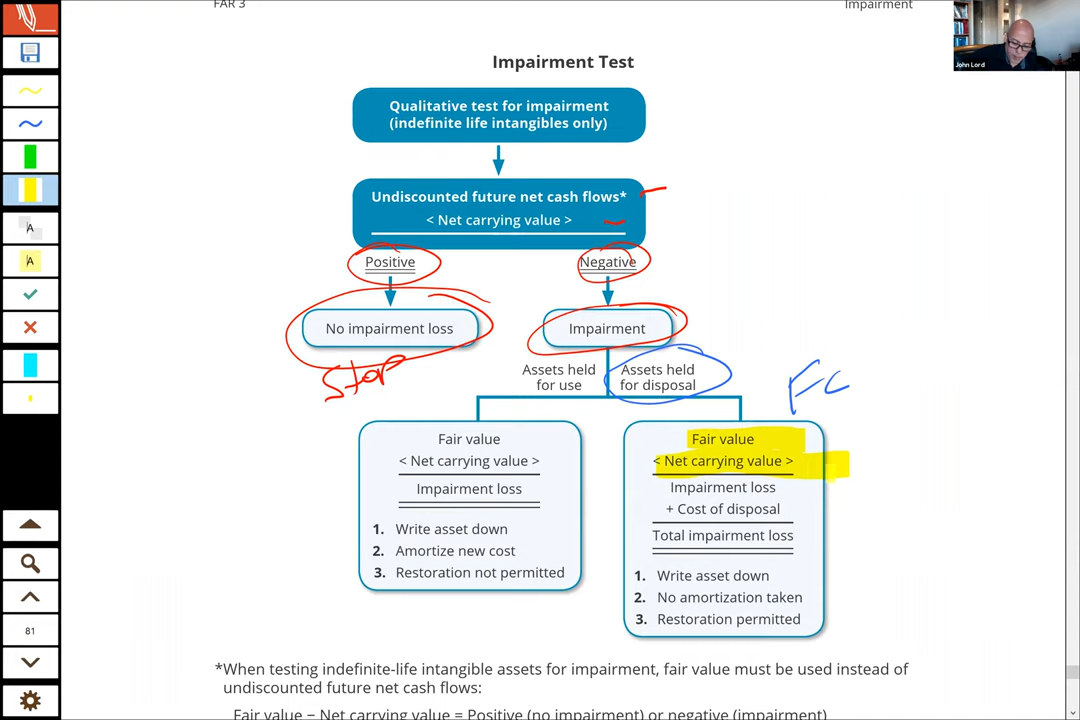 FAR 3
Impairment
John Lord
Impairment Test
Qualitative test for impairment
(indefinite life intangibles only)
Undiscounted future net cash flows*
< Net carrying value >
Positive
Negative
No impairment loss
Impairment
Stop
Assets held
for use
Assets held
for disposal
Fair value
< Net carrying value >
Impairment loss
1. Write asset down
2. Amortize new cost
3. Restoration not permitted
Fair value
< Net carrying value >
Impairment loss
+ Cost of disposal
Total impairment loss
1. Write asset down
2. No amortization taken
3. Restoration permitted
*When testing indefinite-life intangible assets for impairment, fair value must be used instead of
undiscounted future net cash flows:
Fair value − Net carrying value = Positive (no impairment) or negative (impairment)
A
A
81